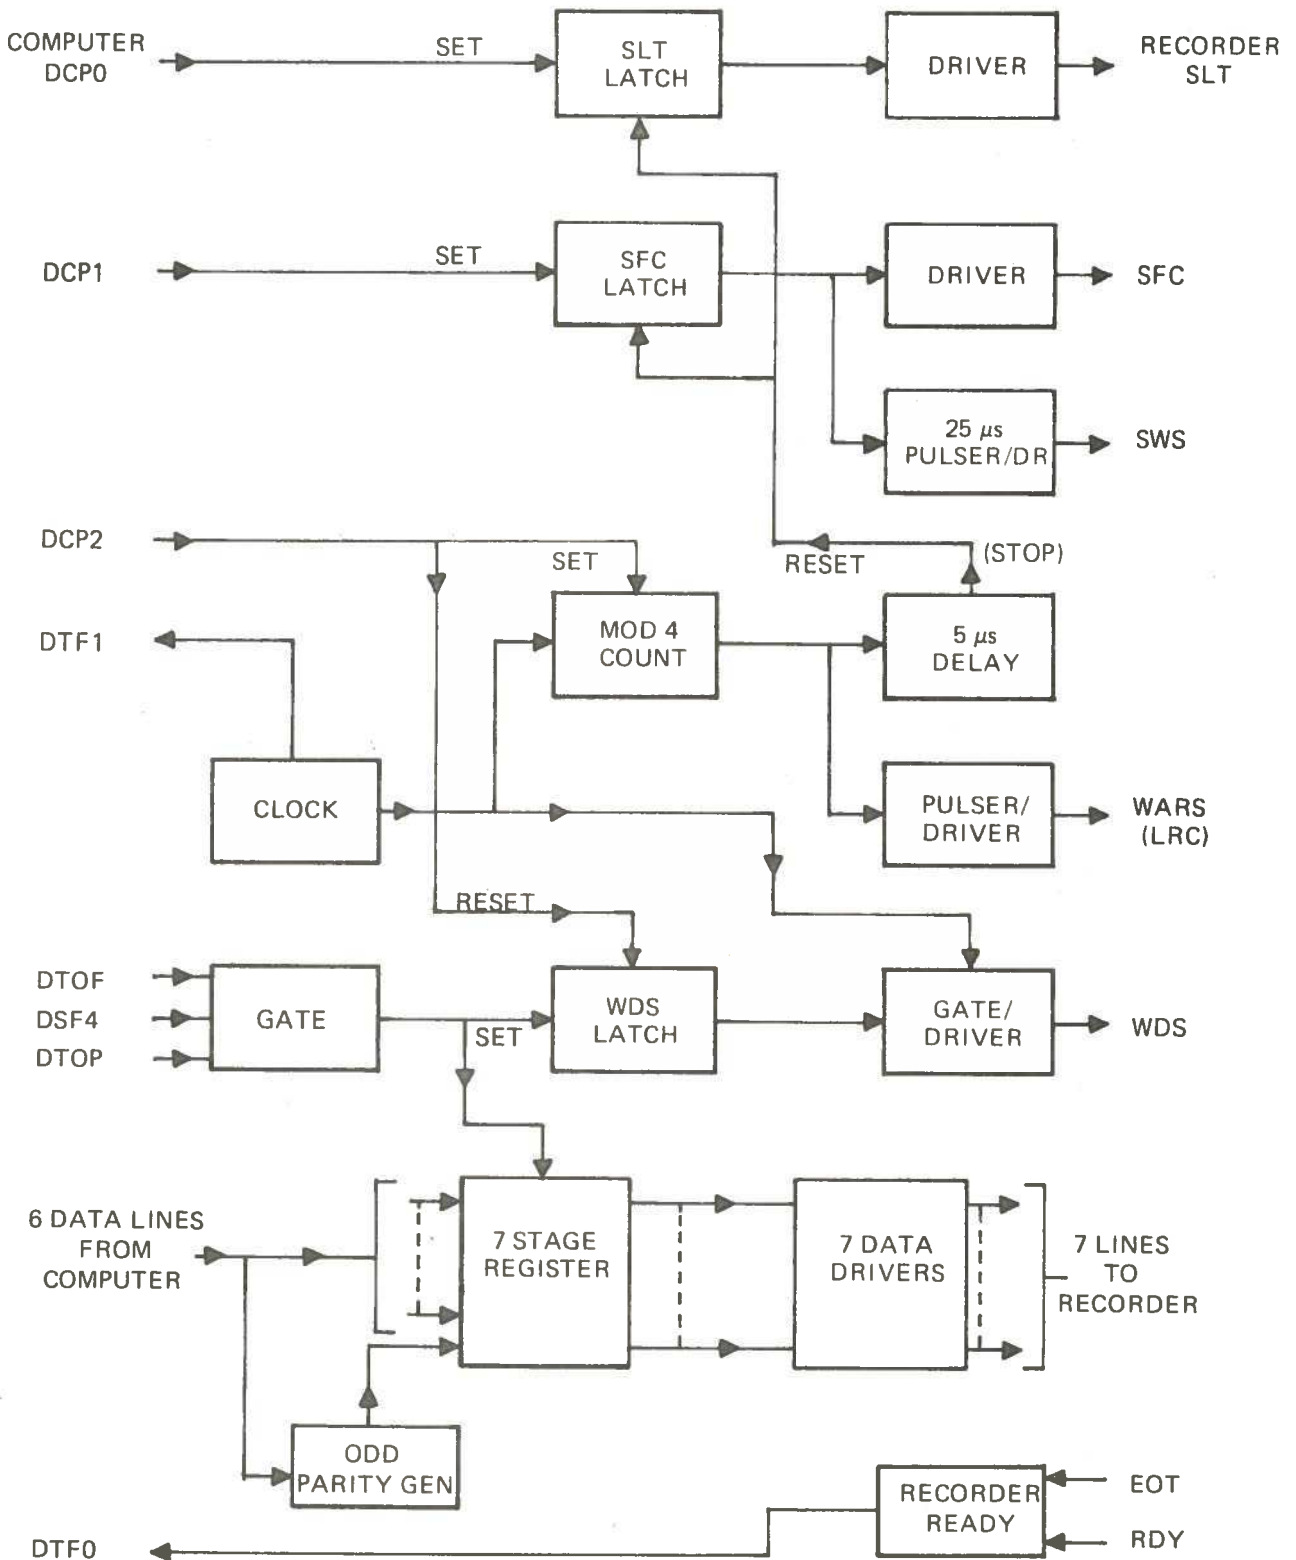 COMPUTER
DCP0
SET
SLT
LATCH
DRIVER
RECORDER
SLT
DCP1
SET
SFC
LATCH
DRIVER
SFC
25 μs
PULSER/DR
SWS
DCP2
SET
RESET
(STOP)
DTF1
MOD 4
COUNT
5 μs
DELAY
CLOCK
PULSER/
DRIVER
WARS
(LRC)
RESET
DTOF
DSF4
DTOP
GATE
SET
WDS
LATCH
GATE/
DRIVER
WDS
6 DATA LINES
FROM
COMPUTER
7 STAGE
REGISTER
7 DATA
DRIVERS
7 LINES
TO
RECORDER
ODD
PARITY GEN
RECORDER
READY
EOT
RDY
DTF0